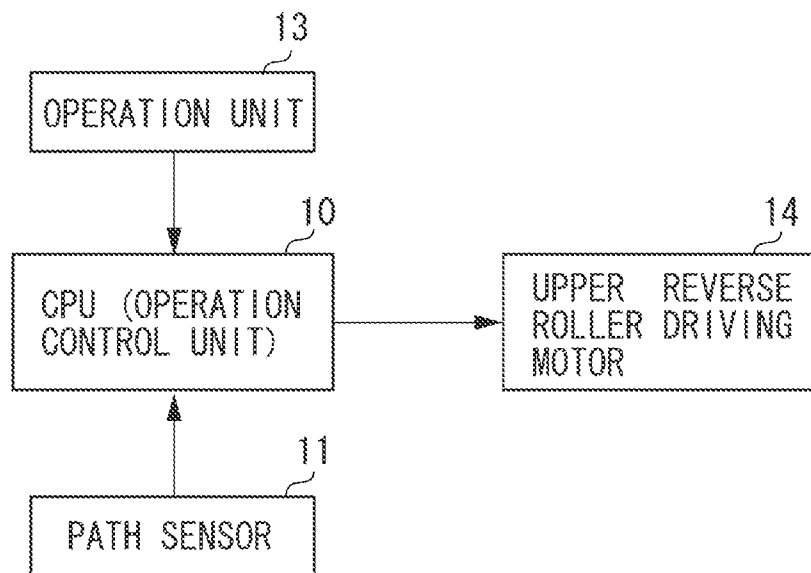 13
OPERATION UNIT
10
CPU (OPERATION
CONTROL UNIT)
14
UPPER REVERSE
ROLLER DRIVING
MOTOR
11
PATH SENSOR